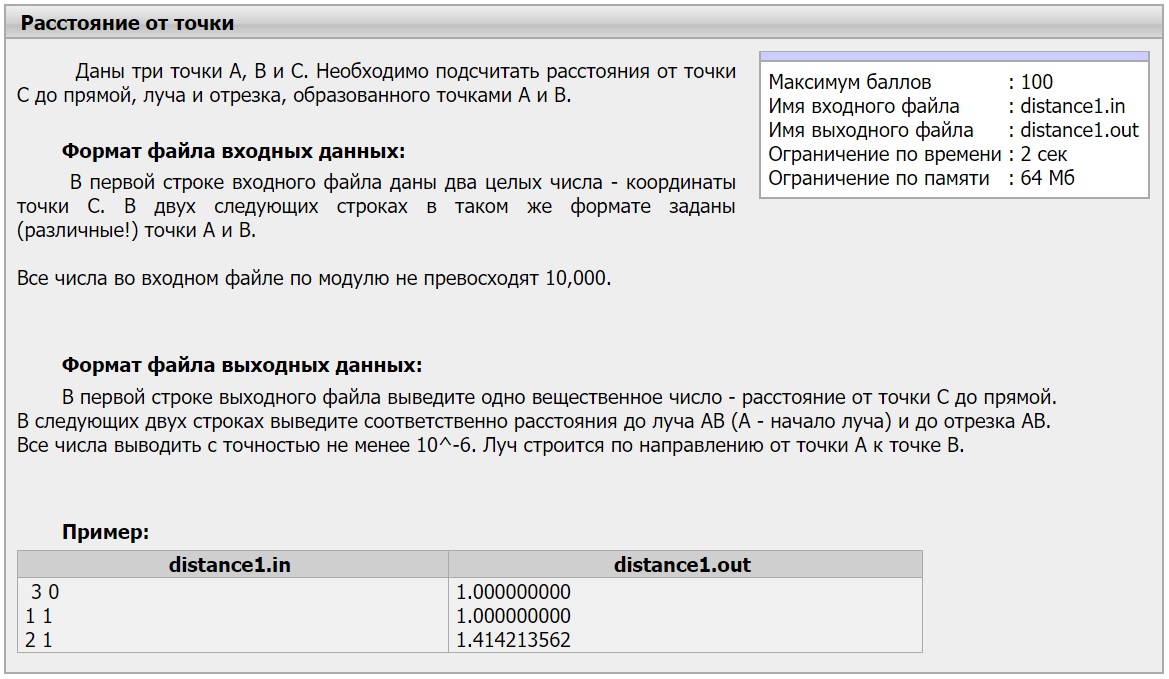 Расстояние от точки
Даны три точки A, B и C. Необходимо подсчитать расстояния от точки
C до прямой, луча и отрезка, образованного точками A и B.
Максимум баллов : 100
Имя входного файла : distance1.in
Имя выходного файла : distance1.out
Ограничение по времени : 2 сек
Ограничение по памяти : 64 Мб
Формат файла входных данных:
В первой строке входного файла даны два целых числа - координаты
точки C. В двух следующих строках в таком же формате заданы
(различные!) точки A и B.
Все числа во входном файле по модулю не превосходят 10,000.
Формат файла выходных данных:
В первой строке выходного файла выведите одно вещественное число - расстояние от точки C до прямой.
В следующих двух строках выведите соответственно расстояния до луча AB (A - начало луча) и до отрезка AB.
Все числа выводить с точностью не менее 10^-6. Луч строится по направлению от точки A к точке B.
Пример:
distance1.in distance1.out
3 0 1.000000000
1 1 1.000000000
2 1 1.414213562